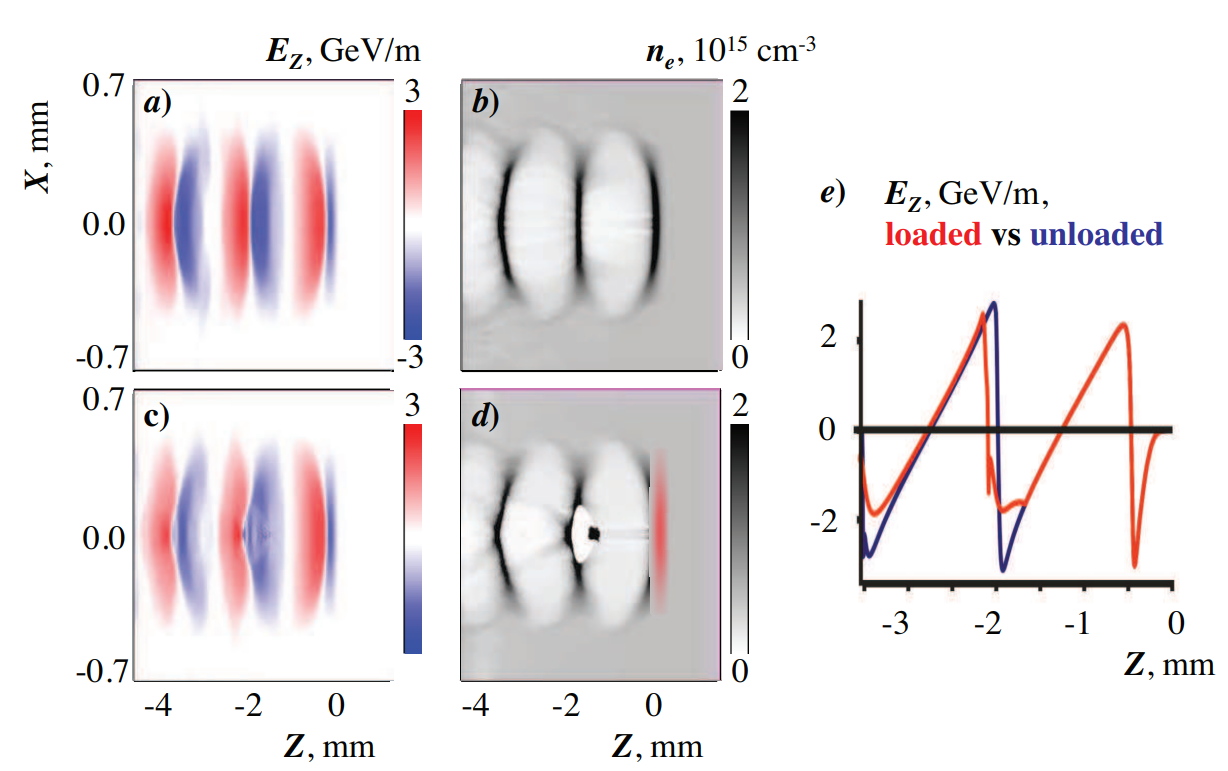 E_Z, GeV/m
n_e, 10^15 cm^-3
X, mm
0.7
0.0
-0.7
a)
3
-3
b)
2
0
0.7
0.0
-0.7
c)
3
d)
2
0
-4 -2 0
Z, mm
-4 -2 0
Z, mm
e) E_Z, GeV/m,
loaded vs unloaded
2
0
-2
-3 -2 -1 0
Z, mm